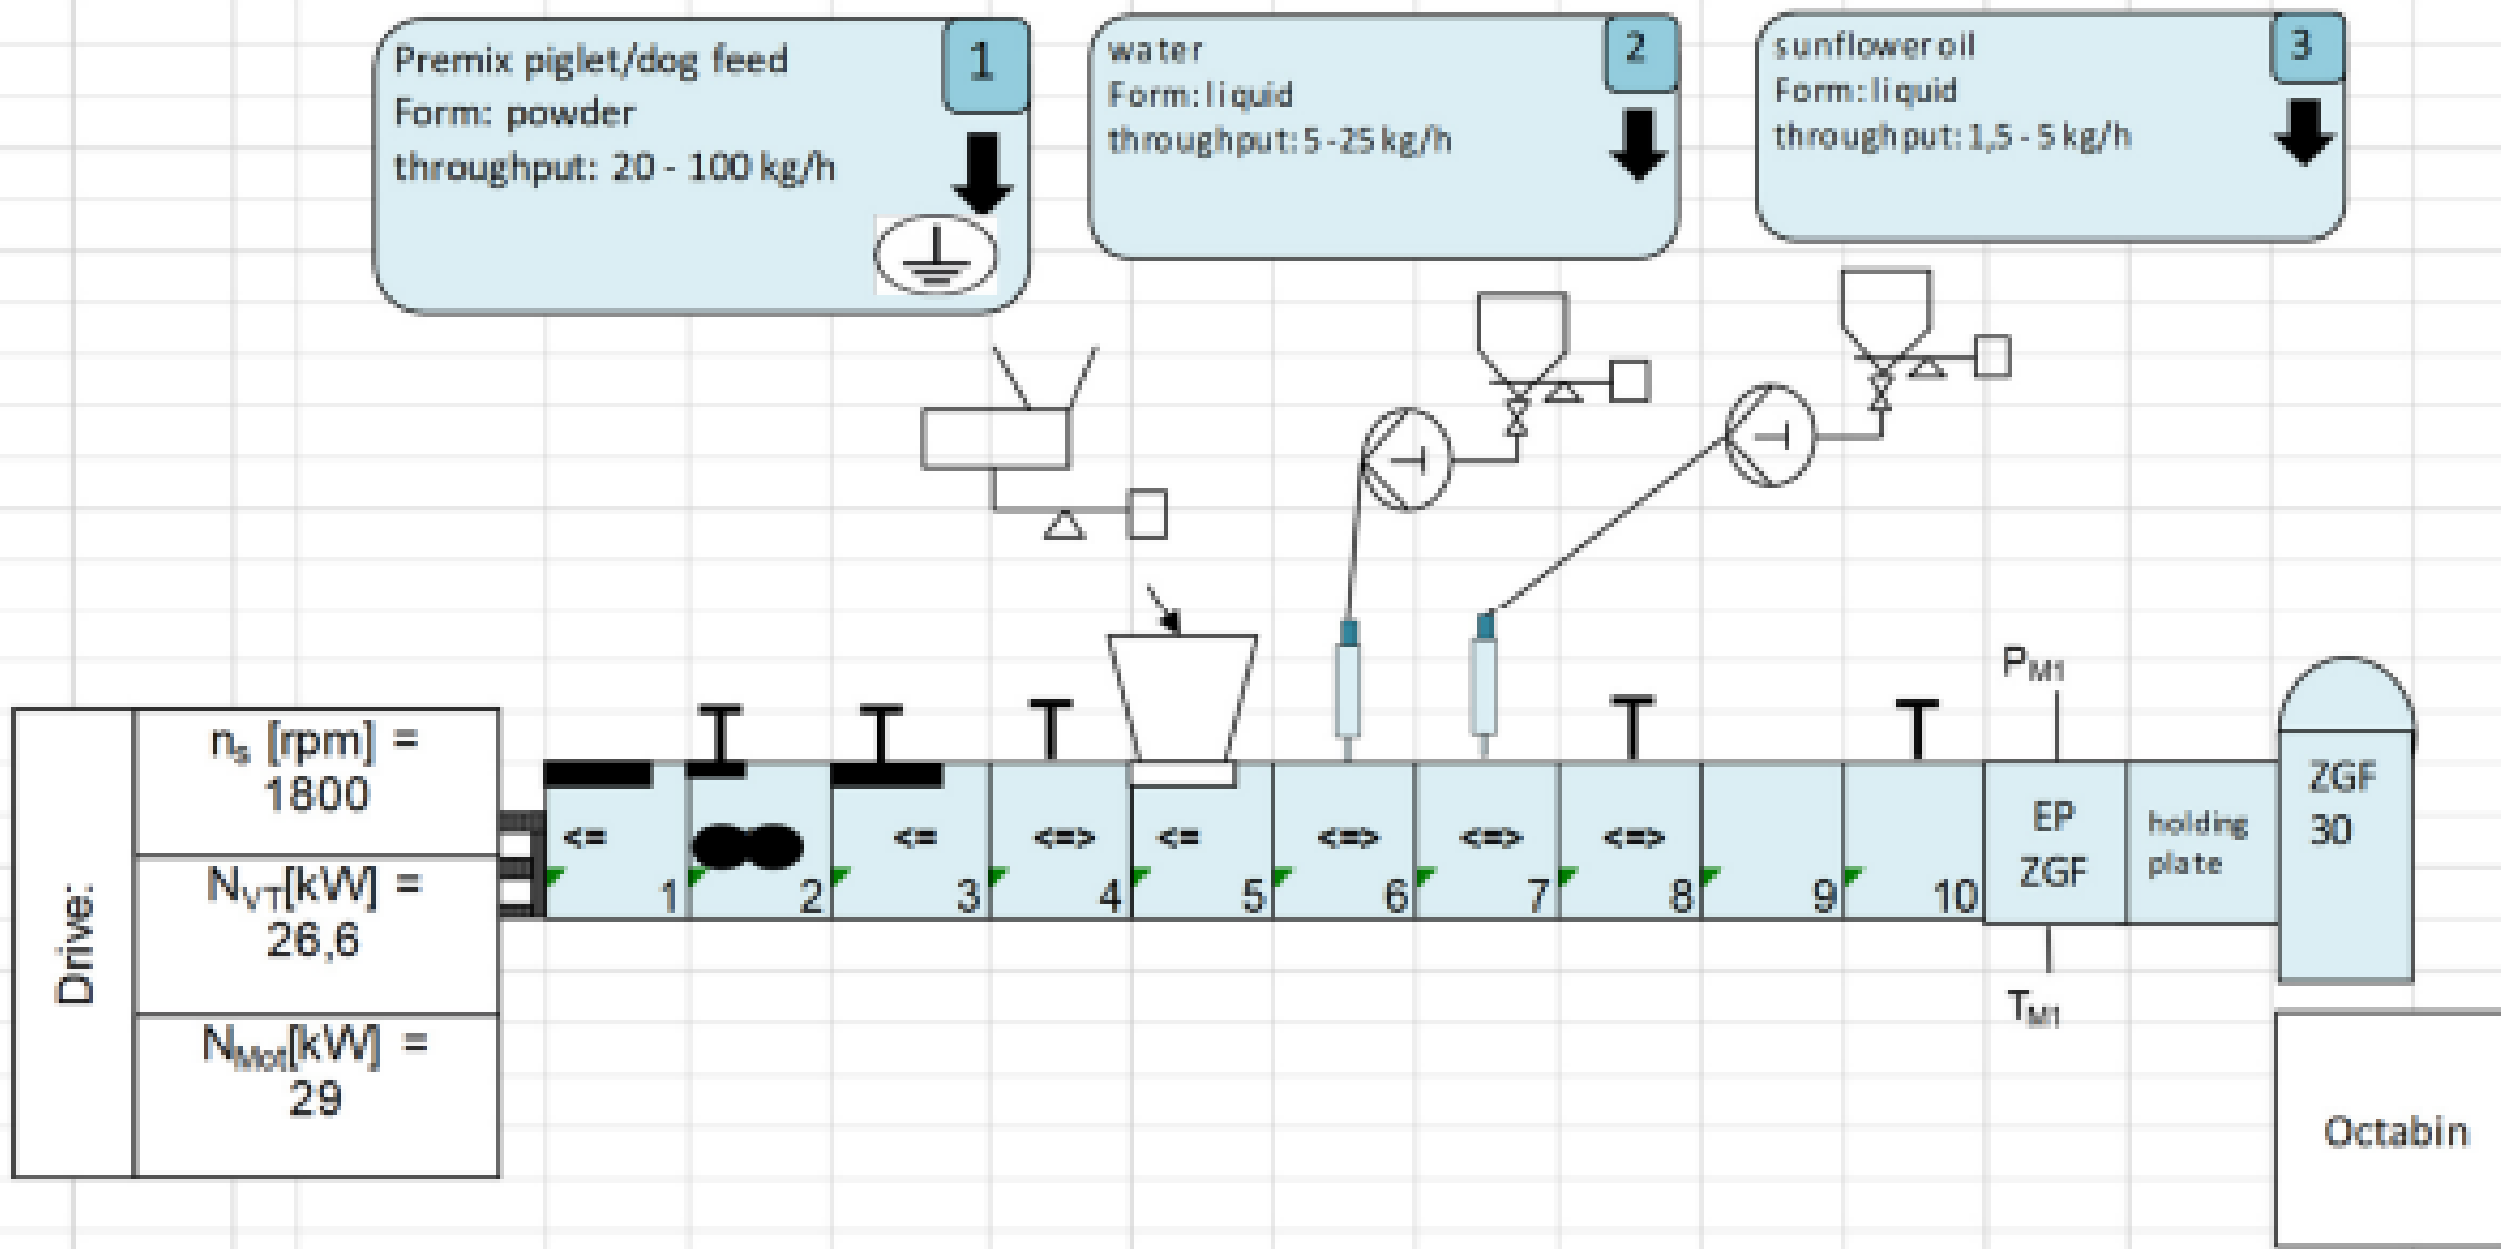 Premix piglet/dog feed
Form: powder
throughput: 20 - 100 kg/h
1
water
Form: liquid
throughput: 5 -25 kg/h
2
sunflower oil
Form: liquid
throughput: 1,5 - 5 kg/h
3
Drive:
ns [rpm] =
1800
NVT[kW] =
26,6
NMot[kW] =
29
<=
1
2
<=
3
<=>
4
<=
5
<=>
6
<=>
7
<=>
8
9
10
PM1
EP
ZGF
TM1
holding
plate
ZGF
30
Octabin